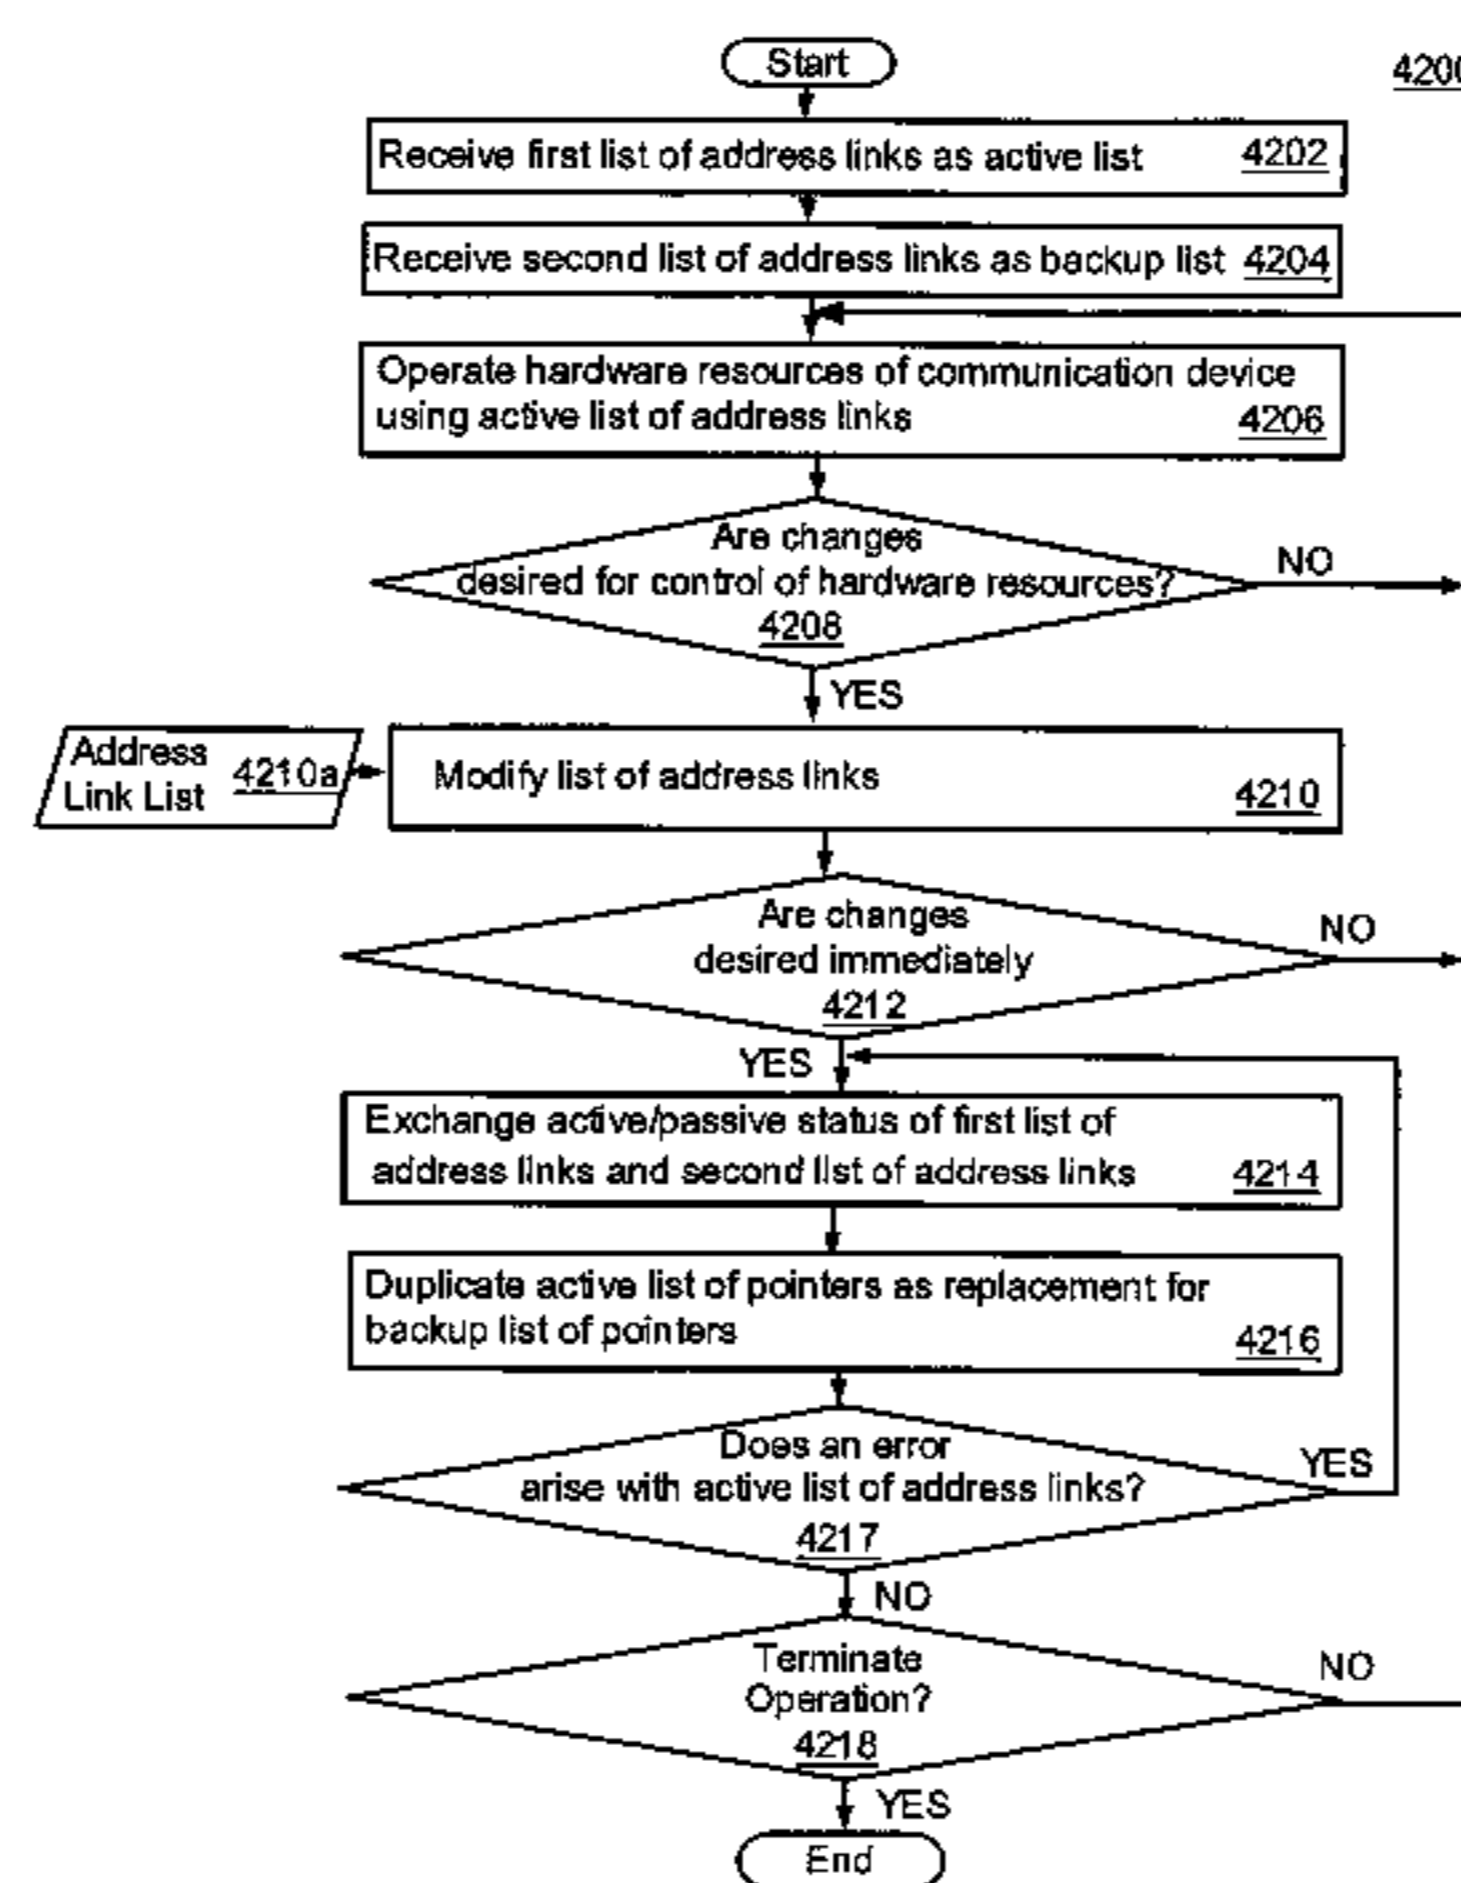 Start
4200
Receive first list of address links as active list 4202
Receive second list of address links as backup list 4204
Operate hardware resources of communication device
using active list of address links 4206
Are changes
desired for control of hardware resources?
4208
NO
YES
Address
Link List 4210a
Modify list of address links
4210
Are changes
desired immediately
4212
NO
YES
Exchange active/passive status of first list of
address links and second list of address links 4214
Duplicate active list of pointers as replacement for
backup list of pointers 4216
Does an error
arise with active list of address links?
4217
YES
NO
Terminate
Operation?
4218
NO
YES
End